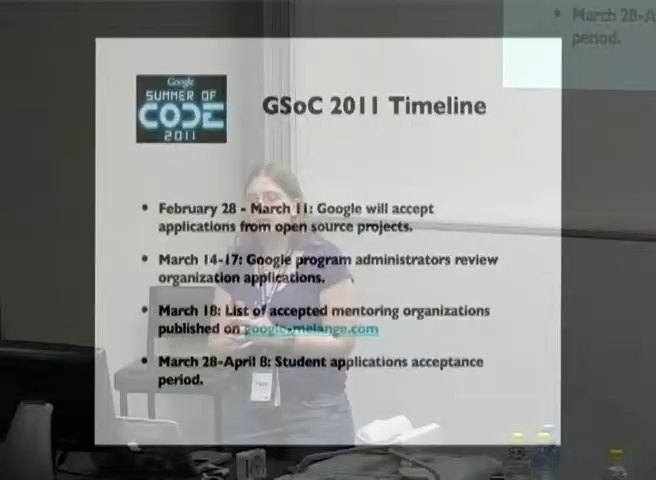 March 28-A
period.
Google
SUMMER OF
CODE
2011
GSoC 2011 Timeline
• February 28 - March 11: Google will accept
applications from open source projects.
• March 14-17: Google program administrators review
organization applications.
• March 18: List of accepted mentoring organizations
published on google-melange.com
• March 28-April 8: Student applications acceptance
period.